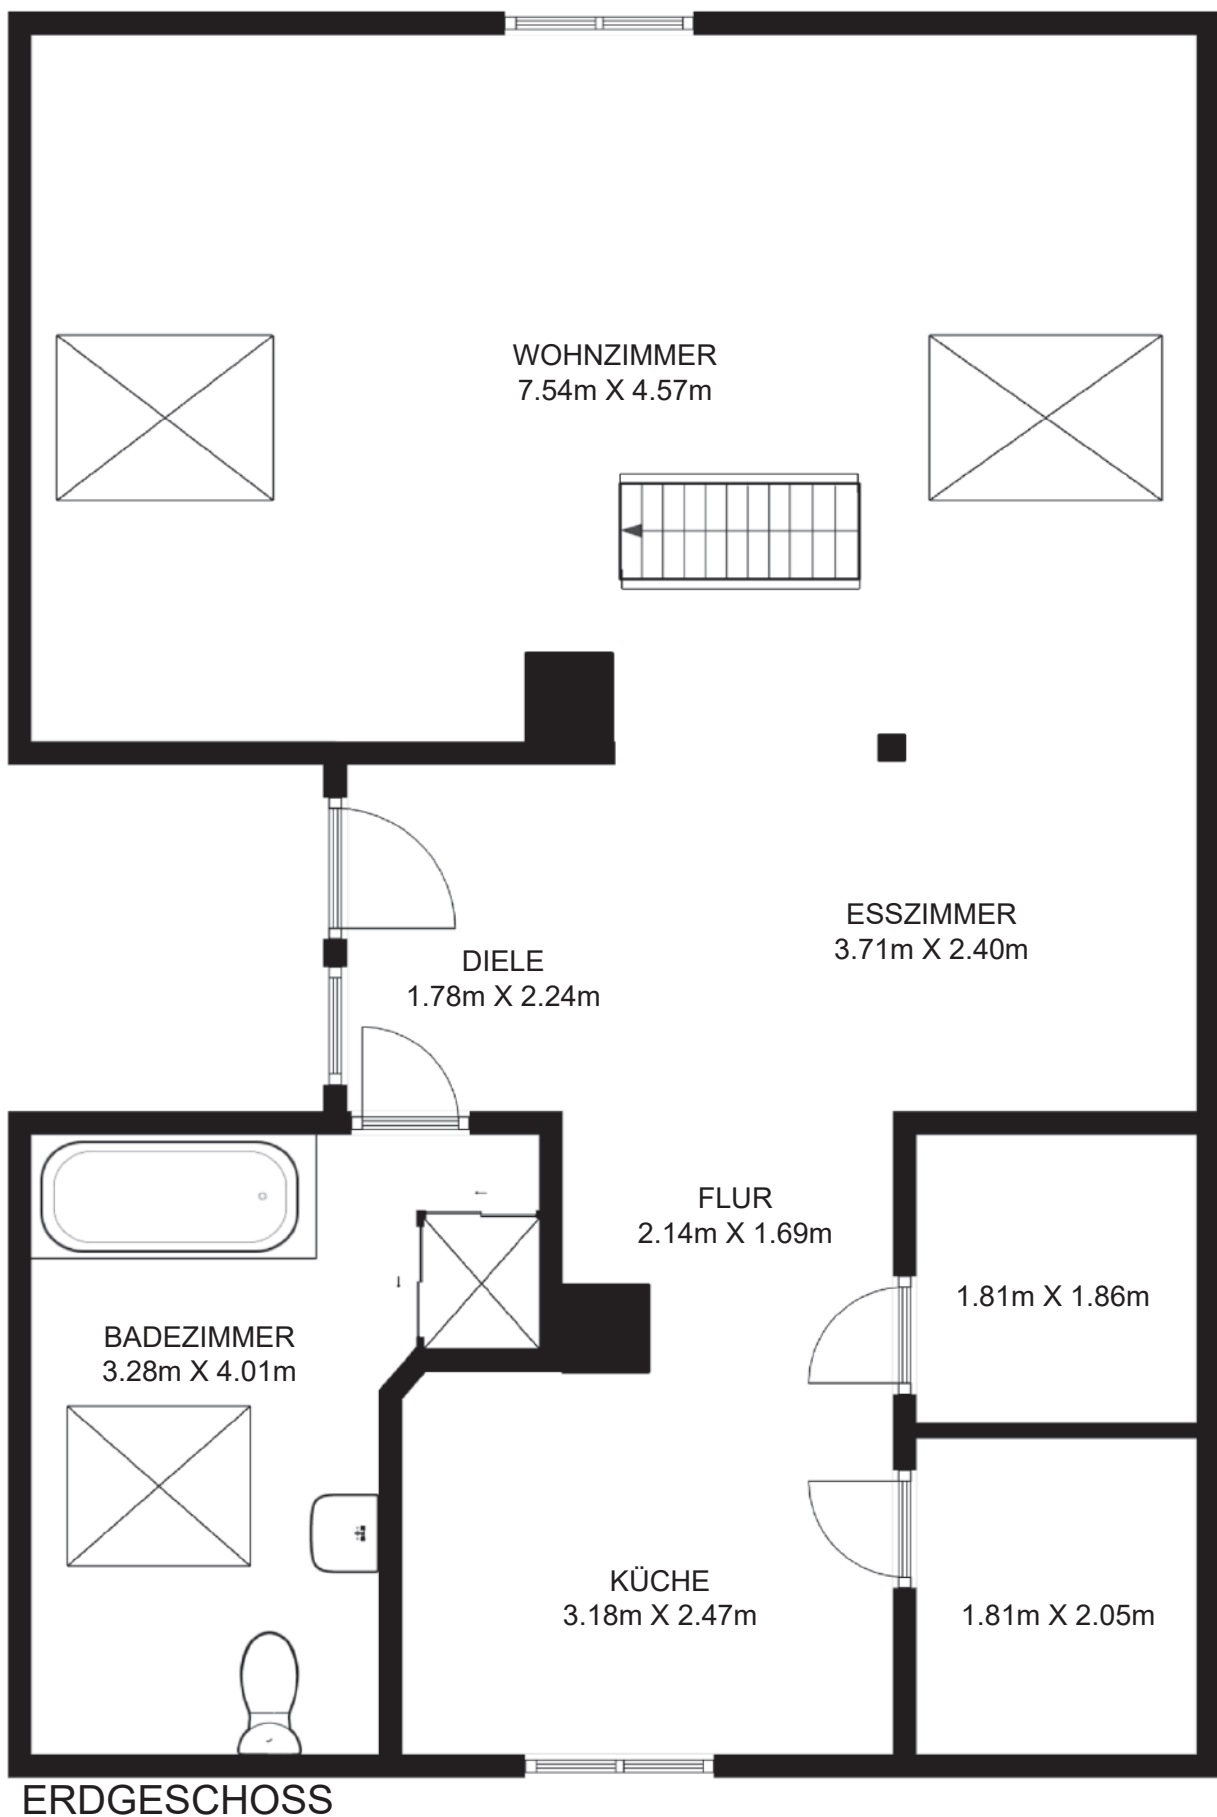 WOHNZIMMER
7.54m X 4.57m
ESSZIMMER
3.71m X 2.40m
DIELE
1.78m X 2.24m
FLUR
2.14m X 1.69m
1.81m X 1.86m
BADEZIMMER
3.28m X 4.01m
KÜCHE
3.18m X 2.47m
1.81m X 2.05m
ERDGESCHOSS